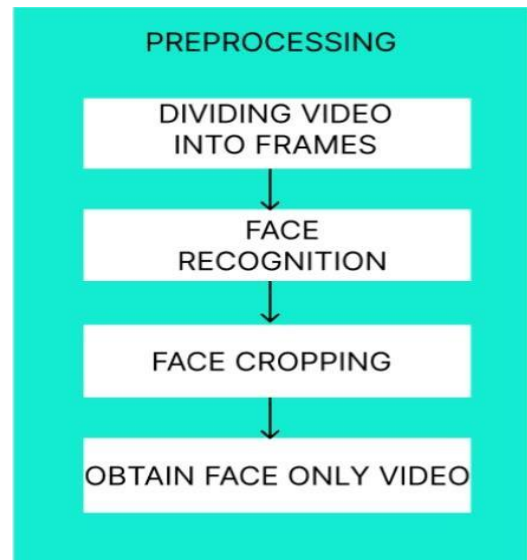 PREPROCESSING
DIVIDING VIDEO
INTO FRAMES
FACE
RECOGNITION
FACE CROPPING
OBTAIN FACE ONLY VIDEO